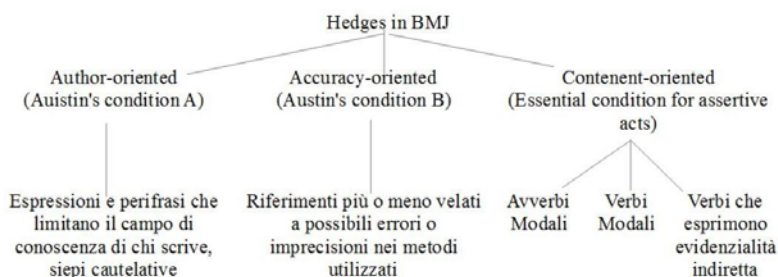 Hedges in BMJ
Author-oriented
(Auistin's condition A)
Accuracy-oriented
(Austin's condition B)
Contenent-oriented
(Essential condition for assertive
acts)
Espressioni e perifrasi che
limitano il campo di
conoscenza di chi scrive,
siepi cautelative
Riferimenti più o meno velati
a possibili errori o
imprecisioni nei metodi
utilizzati
Avverbi
Modali
Verbi
Modali
Verbi che
esprimono
evidenzialità
indiretta